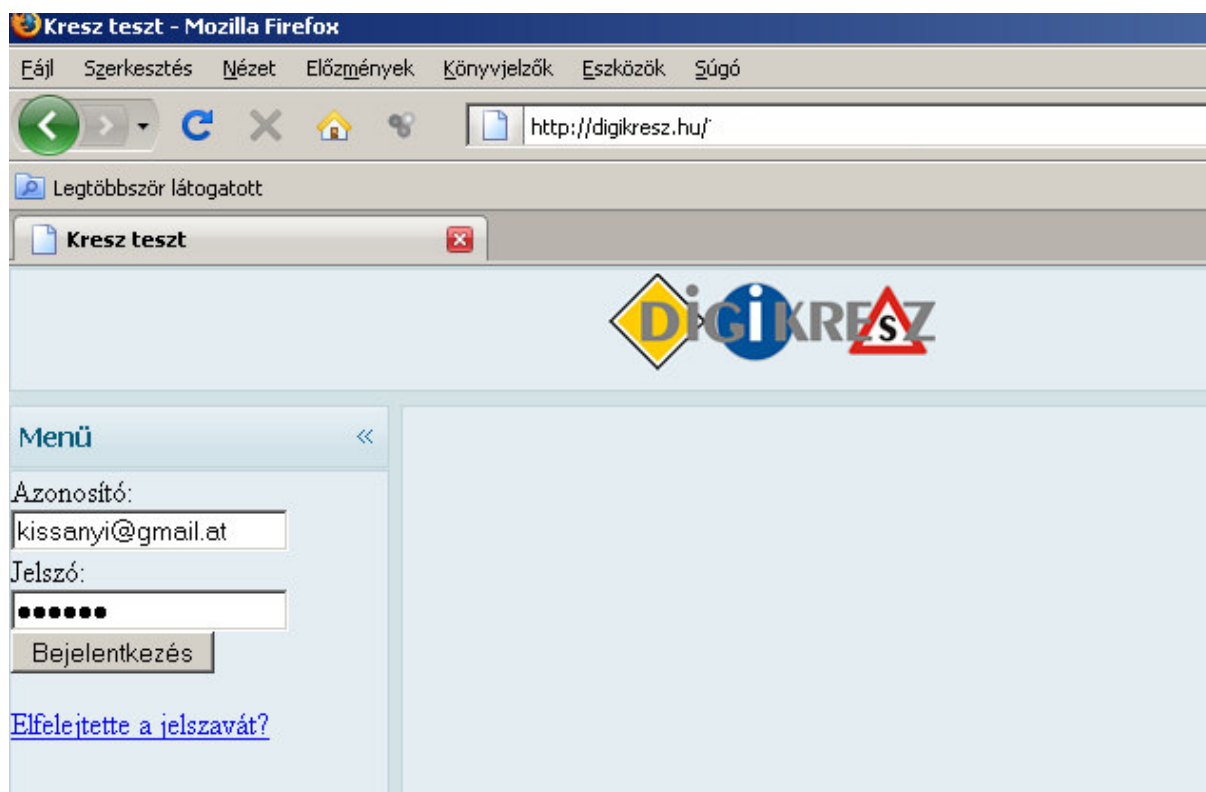 Kresz teszt - Mozilla Firefox
Fájl Szerkesztés Nézet Előzmények Könyvjelzők Eszközök Súgó
http://digikresz.hu/
Legtöbbször látogatott
Kresz teszt
DiGiKRESZ
Menü «
Azonosító:
kissanyi@gmail.at
Jelszó:
••••••
Bejelentkezés
Elfelejtette a jelszavát?